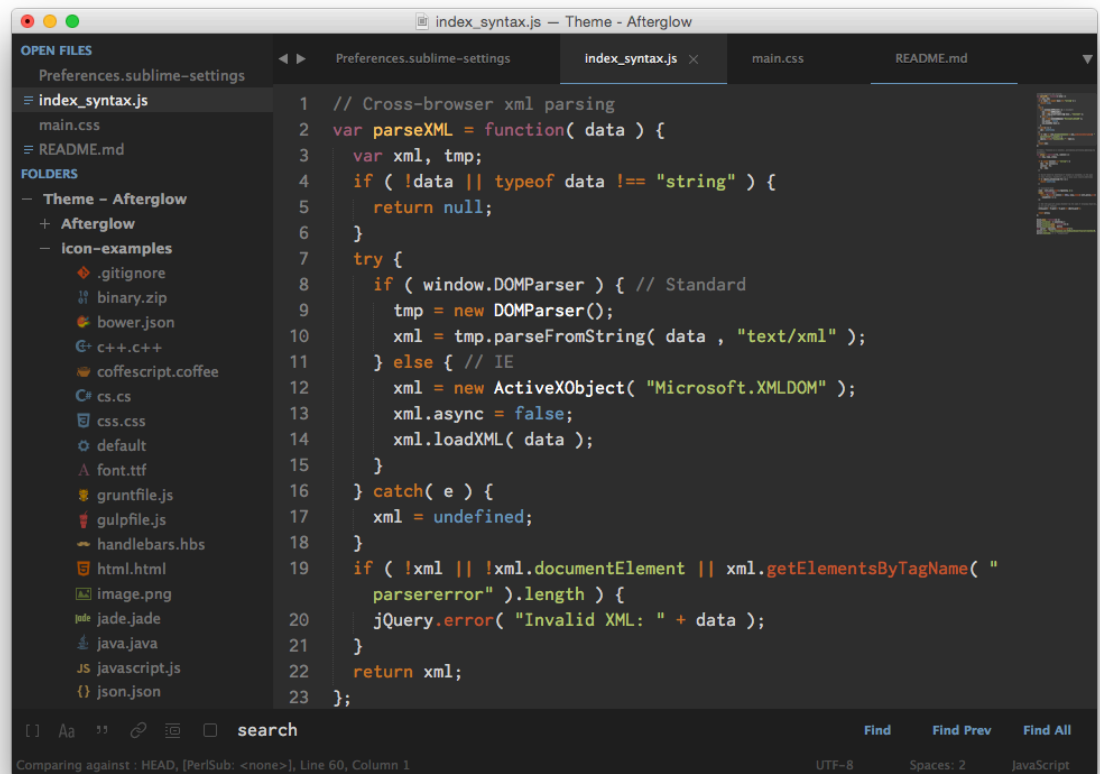 index_syntax.js — Theme - Afterglow
OPEN FILES
Preferences.sublime-settings
index_syntax.js
main.css
README.md
FOLDERS
Theme - Afterglow
Afterglow
icon-examples
.gitignore
binary.zip
bower.json
c++.c++
coffescript.coffee
cs.cs
css.css
default
font.ttf
gruntfile.js
gulpfile.js
handlebars.hbs
html.html
image.png
jade.jade
java.java
JS javascript.js
{} json.json
Preferences.sublime-settings
index_syntax.js ×
main.css
README.md
1 // Cross-browser xml parsing
2 var parseXML = function( data ) {
3 var xml, tmp;
4 if ( !data || typeof data !== "string" ) {
5 return null;
6 }
7 try {
8 if ( window.DOMParser ) { // Standard
9 tmp = new DOMParser();
10 xml = tmp.parseFromString( data , "text/xml" );
11 } else { // IE
12 xml = new ActiveXObject( "Microsoft.XMLDOM" );
13 xml.async = false;
14 xml.loadXML( data );
15 }
16 } catch( e ) {
17 xml = undefined;
18 }
19 if ( !xml || !xml.documentElement || xml.getElementsByTagName( "
parsererror" ).length ) {
20 jQuery.error( "Invalid XML: " + data );
21 }
22 return xml;
23 };
[] Aa ” search
Find Find Prev Find All
Comparing against : HEAD, [PerlSub: <none>], Line 60, Column 1
UTF-8 Spaces: 2 JavaScript